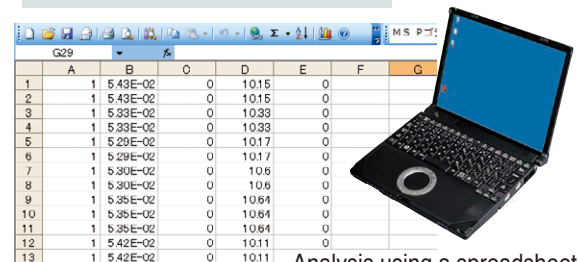 MS Pゴシ
G29 fx
A B C D E F G
1 1 5.43E-02 0 10.15 0
2 1 5.43E-02 0 10.15 0
3 1 5.33E-02 0 10.33 0
4 1 5.33E-02 0 10.33 0
5 1 5.29E-02 0 10.17 0
6 1 5.29E-02 0 10.17 0
7 1 5.30E-02 0 10.6 0
8 1 5.30E-02 0 10.6 0
9 1 5.35E-02 0 10.64 0
10 1 5.35E-02 0 10.64 0
11 1 5.35E-02 0 10.64 0
12 1 5.42E-02 0 10.11 0
13 1 5.42E-02 0 10.11
Analysis using a spreadsheet